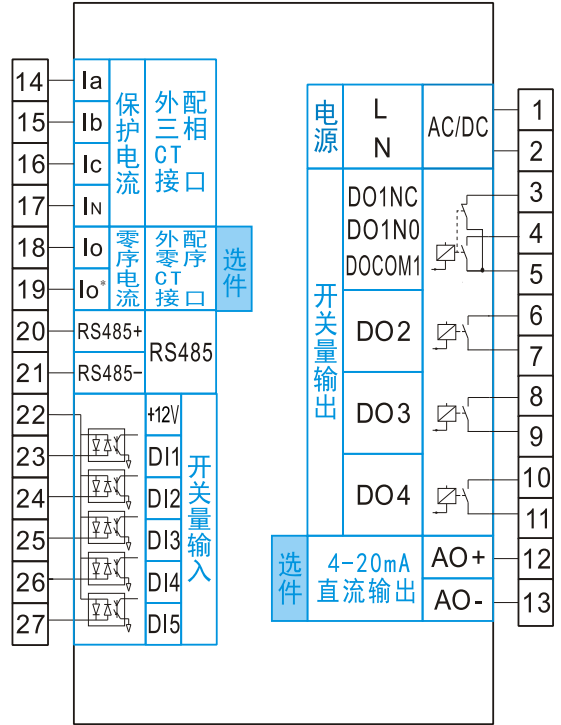 14 Ia
15 Ib
16 Ic
17 IN
保护电流
外配
三相
CT
接口
18 Io
19 Io*
零序电流
外配
零序
CT
接口
选件
20 RS485+
21 RS485-
RS485
22 +12V
23 DI1
24 DI2
25 DI3
26 DI4
27 DI5
开关量输入
电源
L
N
AC/DC
1
2
开关量输出
DO1NC
DO1N0
DOCOM1
3
4
5
DO2
6
7
DO3
8
9
DO4
10
11
选件
4-20mA
直流输出
AO+ 12
AO- 13